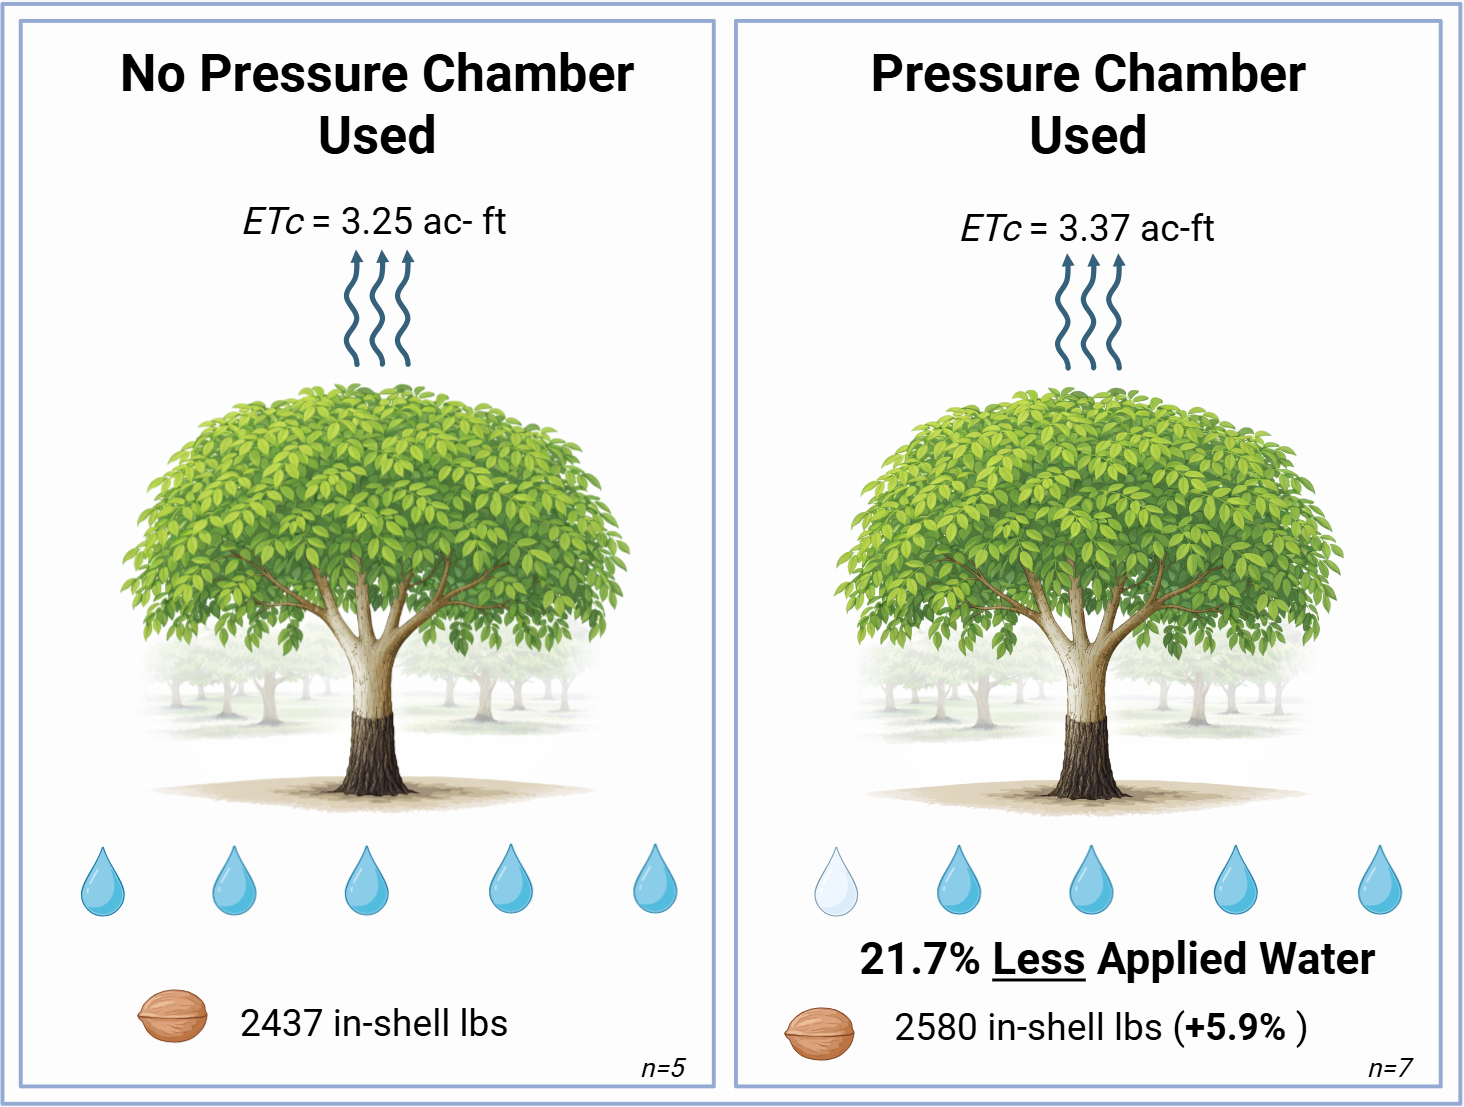 No Pressure Chamber
Used
ETc = 3.25 ac- ft
2437 in-shell lbs
n=5
Pressure Chamber
Used
ETc = 3.37 ac-ft
21.7% Less Applied Water
2580 in-shell lbs (+5.9% )
n=7